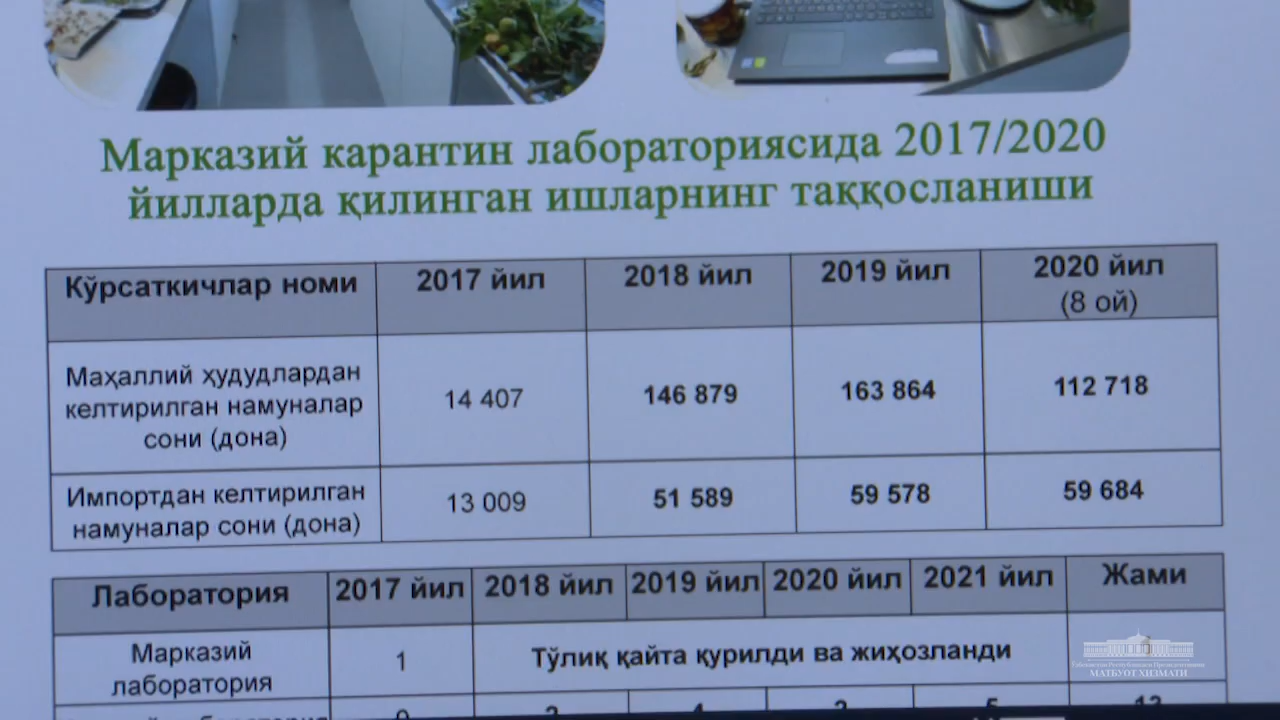 Марказий карантин лабораториясида 2017/2020
йилларда қилинган ишларнинг таққосланиши
Кўрсаткичлар номи 2017 йил 2018 йил 2019 йил 2020 йил
(8 ой)
Маҳаллий ҳудудлардан
келтирилган намуналар
сони (дона)
14 407 146 879 163 864 112 718
Импортдан келтирилган
намуналар сони (дона)
13 009 51 589 59 578 59 684
Лаборатория 2017 йил 2018 йил 2019 йил 2020 йил 2021 йил Жами
Марказий
лаборатория
1 Тўлиқ қайта қурилди ва жиҳозланди
Ўзбекистон Республикаси Президентининг
МАТБУОТ ХИЗМАТИ